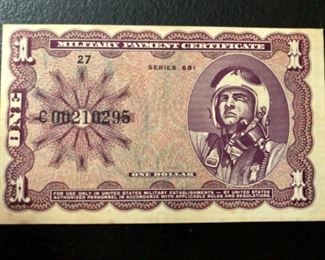 MILITARY PAYMENT CERTIFICATE
1 1
27 SERIES 681
C 00210295
ONE
ONE DOLLAR
1 1
FOR USE ONLY IN UNITED STATES MILITARY ESTABLISHMENTS — BY UNITED STATES
AUTHORIZED PERSONNEL IN ACCORDANCE WITH APPLICABLE RULES AND REGULATIONS